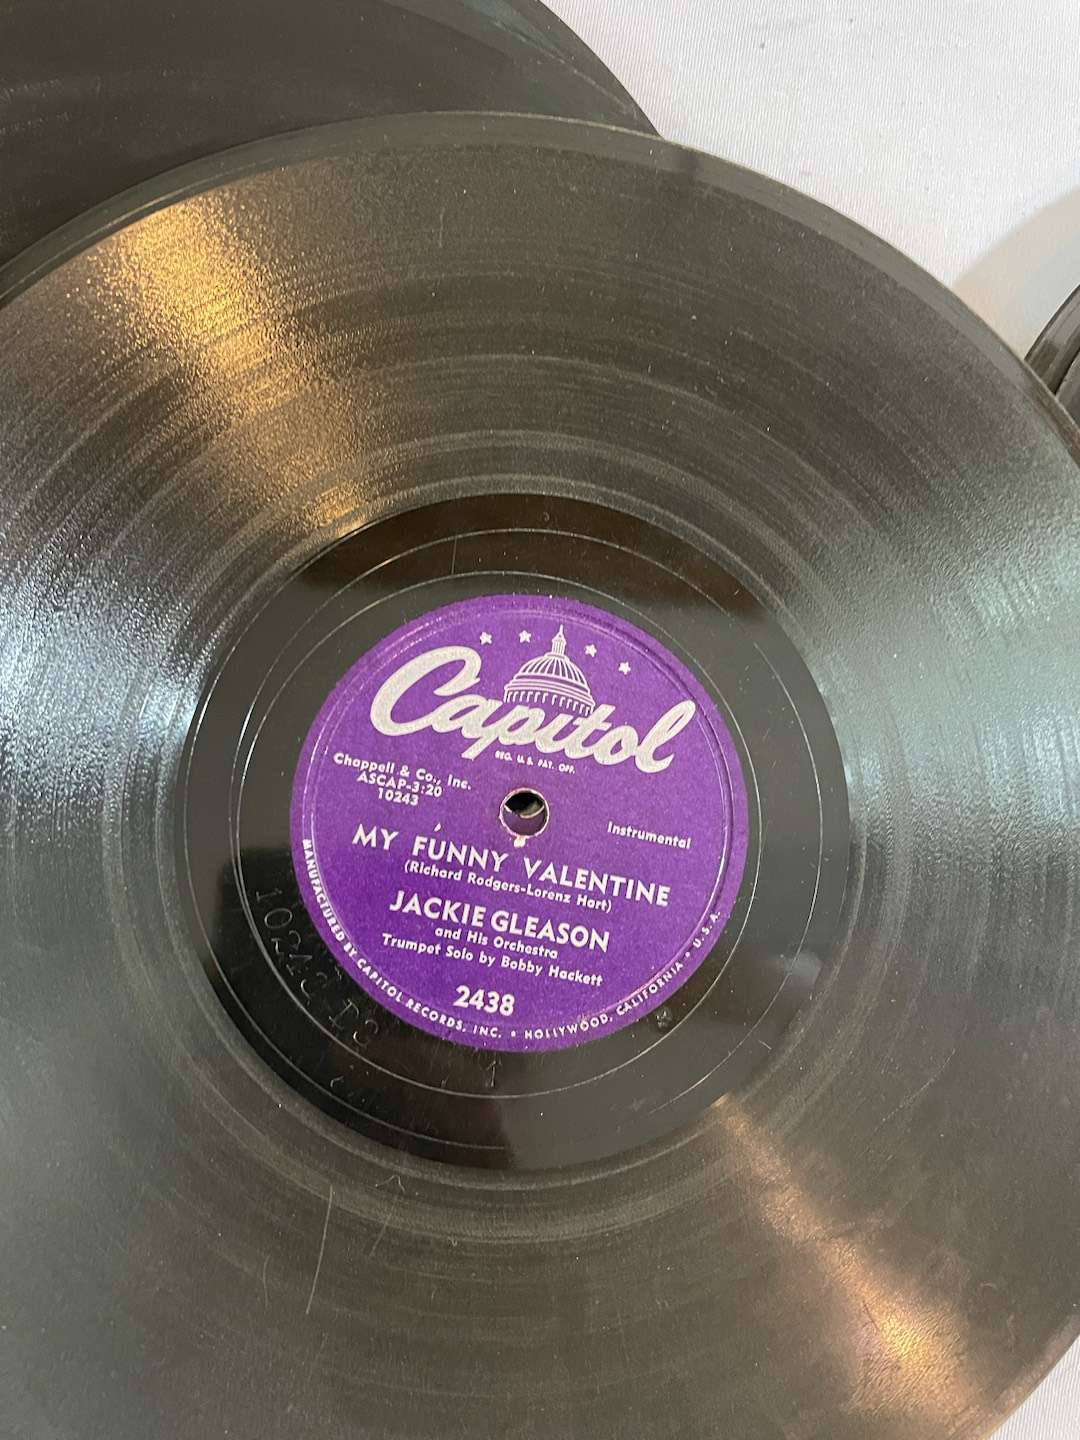 Capitol
REG. U.S. PAT. OFF.
Chappell & Co., Inc.
ASCAP-3:20
10243
Instrumental
MY FUNNY VALENTINE
(Richard Rodgers-Lorenz Hart)
JACKIE GLEASON
and His Orchestra
Trumpet Solo by Bobby Hackett
2438
MANUFACTURED BY CAPITOL RECORDS, INC. • HOLLYWOOD, CALIFORNIA • U.S.A.